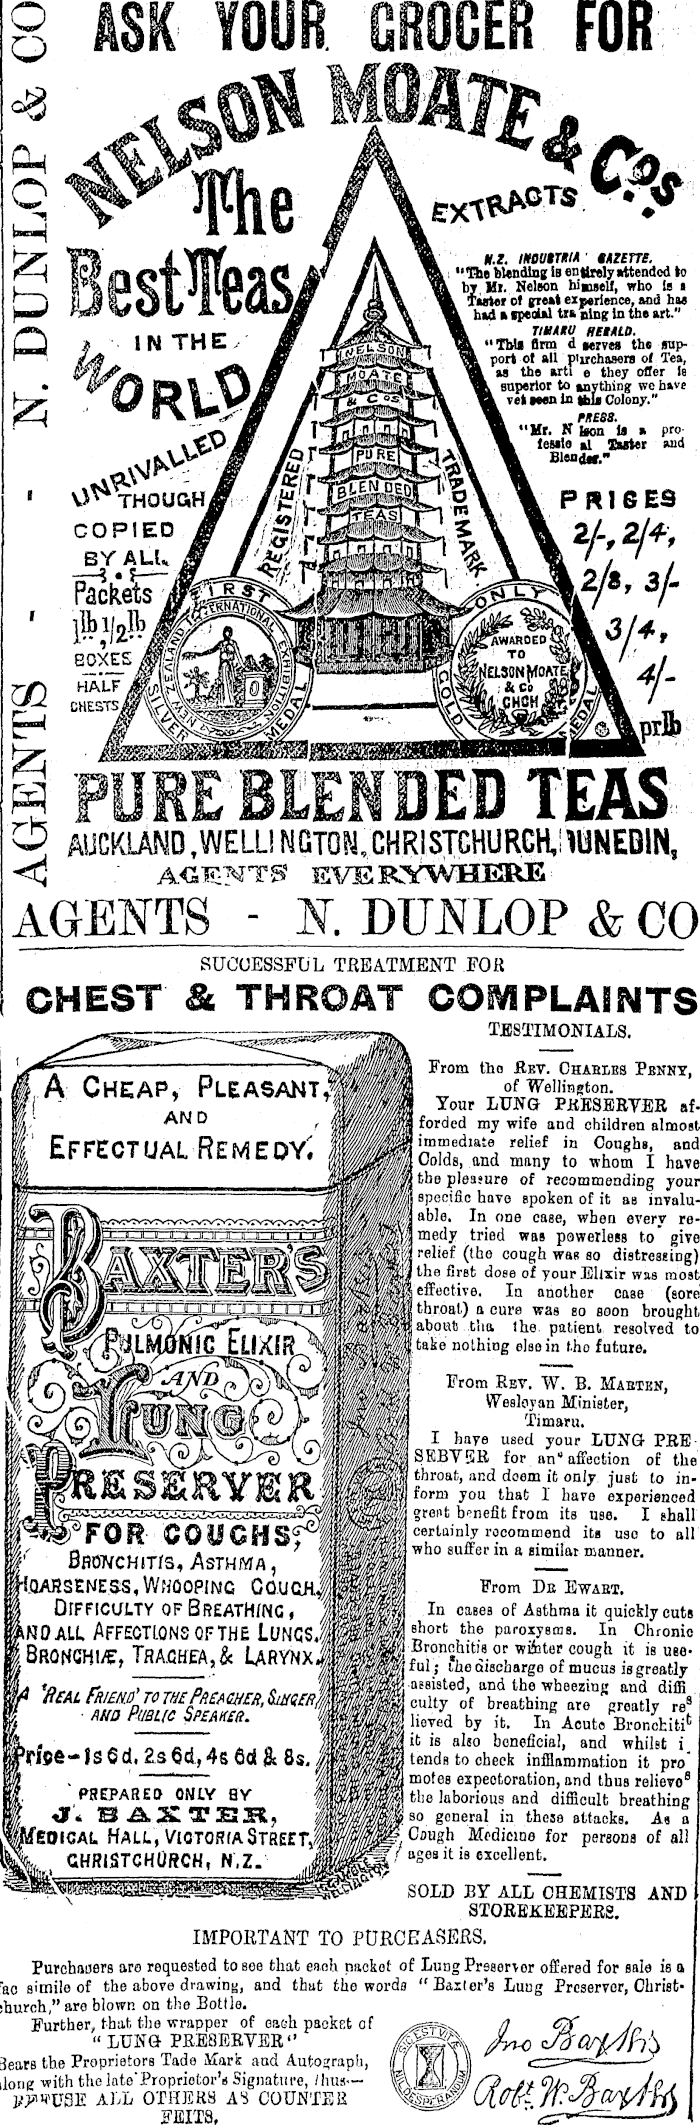 ASK YOUR GROCER FOR
NELSON MOATE & COS.
The
Best Teas
IN THE
WORLD
UNRIVALLED
THOUGH
COPIED
BY ALL.
Packets
1lb, 1/2lb
BOXES
HALF
CHESTS
EXTRACTS
N.Z. INDUSTRIA GAZETTE.
"The blending is entirely attended to
by Mr. Nelson himself, who is a
Taster of great experience, and has
had a special tra ning in the art."
TIMARU HERALD.
"This firm d serves the sup-
port of all purchasers of Tea,
as the arti e they offer is
superior to anything we have
yet seen in this Colony."
PRESS.
"Mr. N lson is a pro-
fessio al Taster and
Blender."
PRICES
2/-, 2/4,
2/8, 3/-
3/4,
4/-
pr lb
NELSON
MOATE
& COS
PURE
BLENDED
TEAS
REGISTERED
TRADE MARK
FIRST
SILVER MEDAL
NEW ZEALAND INTERNATIONAL EXHIBITION
ONLY
GOLD MEDAL
AWARDED
TO
NELSON MOATE
& Co
CHCH
PURE BLENDED TEAS
AUCKLAND, WELLINGTON, CHRISTCHURCH, DUNEDIN,
AGENTS EVERYWHERE
AGENTS - - N. DUNLOP & CO
AGENTS - N. DUNLOP & CO
SUCCESSFUL TREATMENT FOR
CHEST & THROAT COMPLAINTS
A CHEAP, PLEASANT,
AND
EFFECTUAL REMEDY.
BAXTER'S
PULMONIC ELIXIR
AND
LUNG
PRESERVER
FOR COUGHS,
BRONCHITIS, ASTHMA,
HOARSENESS, WHOOPING COUGH,
DIFFICULTY OF BREATHING,
AND ALL AFFECTIONS OF THE LUNGS,
BRONCHIÆ, TRACHEA, & LARYNX.
A 'REAL FRIEND' TO THE PREACHER, SINGER
AND PUBLIC SPEAKER.
Price-1s 6d, 2s 6d, 4s 6d & 8s.
PREPARED ONLY BY
J. BAXTER,
MEDICAL HALL, VICTORIA STREET,
CHRISTCHURCH, N.Z.
TESTIMONIALS.
From the REV. CHARLES PENNY,
of Wellington.
Your LUNG PRESERVER af-
forded my wife and children almost
immediate relief in Coughs, and
Colds, and many to whom I have
the pleasure of recommending your
specific have spoken of it as invalu-
able. In one case, when every re-
medy tried was powerless to give
relief (the cough was so distressing)
the first dose of your Elixir was most
effective. In another case (sore
throat) a cure was so soon brought
about tha the patient resolved to
take nothing else in the future.
From REV. W. B. MARTEN,
Wesleyan Minister,
Timaru.
I have used your LUNG PRE-
SERVER for an affection of the
throat, and deem it only just to in-
form you that I have experienced
great benefit from its use. I shall
certainly recommend its use to all
who suffer in a similar manner.
From DR EWART.
In cases of Asthma it quickly cuts
short the paroxysms. In Chronic
Bronchitis or winter cough it is use-
ful; the discharge of mucus is greatly
assisted, and the wheezing and diffi
culty of breathing are greatly res
lieved by it. In Acute Bronchitit
it is also beneficial, and whilst i
tends to check inflammation it pro
motes expectoration, and thus relieves
the laborious and difficult breathing
so general in these attacks. As a
Cough Medicine for persons of all
ages it is excellent.
SOLD BY ALL CHEMISTS AND
STOREKEEPERS.
IMPORTANT TO PURCHASERS.
Purchasers are requested to see that each packet of Lung Preserver offered for sale is a
fac simile of the above drawing, and that the words "Baxter's Lung Preserver, Christ-
church," are blown on the Bottle.
Further, that the wrapper of each packet of
"LUNG PRESERVER"
Bears the Proprietors Tade Mark and Autograph,
along with the late Proprietor's Signature, thus—
REFUSE ALL OTHERS AS COUNTER
FEITS,
SIC EST VITÆ
NIL DESPERANDUM
Jno Baxter
Robt. W. Baxter